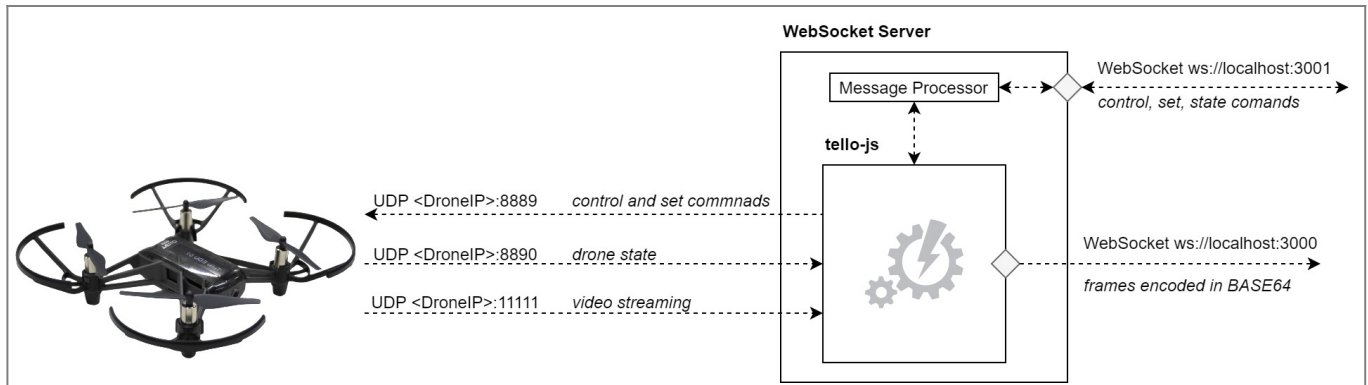 WebSocket Server
WebSocket ws://localhost:3001
Message Processor
control, set, state comands
tello-js
UDP <DroneIP>:8889 control and set commnads
WebSocket ws://localhost:3000
UDP <DroneIP>:8890 drone state
frames encoded in BASE64
UDP <DroneIP>:11111 video streaming